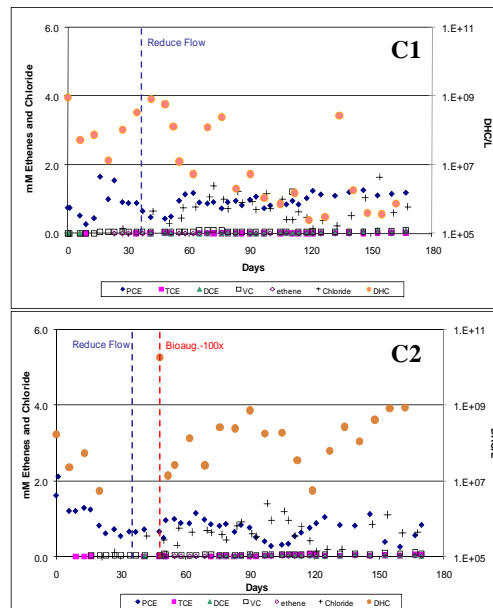 C1
Reduce Flow
6.0
4.0
2.0
0.0
mM Ethenes and Chloride
1.E+11
1.E+09
1.E+07
1.E+05
DHC/L
0 30 60 90 120 150 180
Days
PCE TCE DCE VC ethene Chloride DHC
C2
Reduce Flow Bioaug.-100x
6.0
4.0
2.0
0.0
mM Ethenes and Chloride
1.E+11
1.E+09
1.E+07
1.E+05
0 30 60 90 120 150 180
Days
PCE TCE DCE VC ethene Chloride DHC